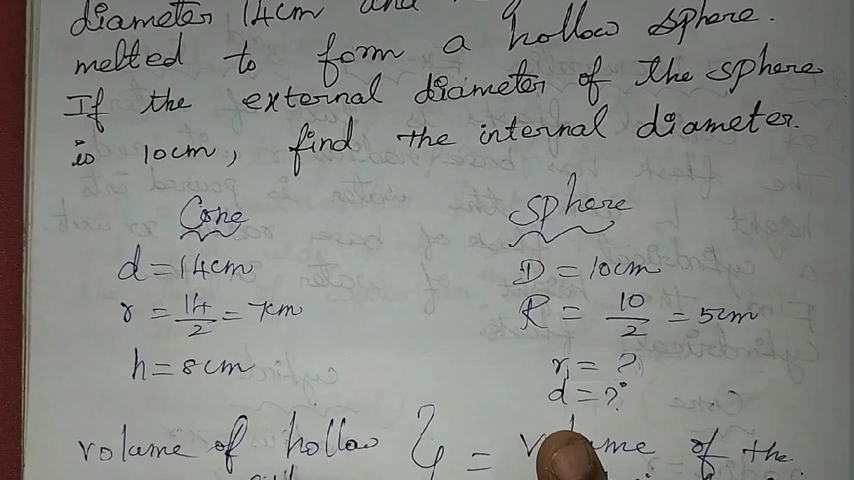 diameter 14cm and
melted to form a hollow sphere.
If the external diameter of the sphere
is 10cm, find the internal diameter.
Cone
d = 14cm
r = 14/2 = 7cm
h = 8cm
Sphere
D = 10cm
R = 10/2 = 5cm
r = ?
d = ?
volume of hollow } = volume of the